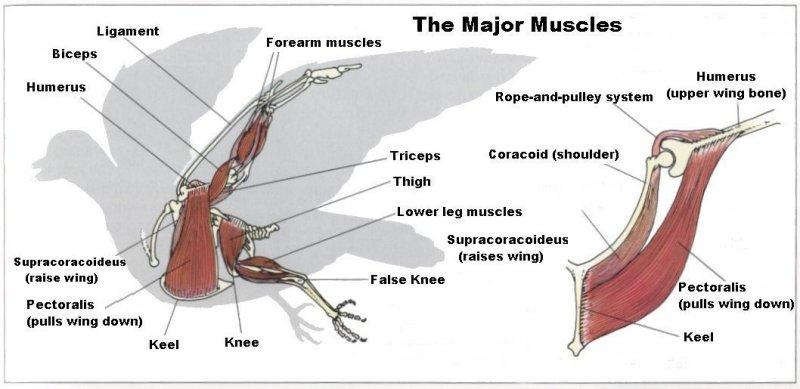 The Major Muscles
Ligament
Biceps
Humerus
Forearm muscles
Triceps
Thigh
Lower leg muscles
Supracoracoideus
(raise wing)
Pectoralis
(pulls wing down)
Keel
Knee
False Knee
Rope-and-pulley system
Humerus
(upper wing bone)
Coracoid (shoulder)
Supracoracoideus
(raises wing)
Pectoralis
(pulls wing down)
Keel